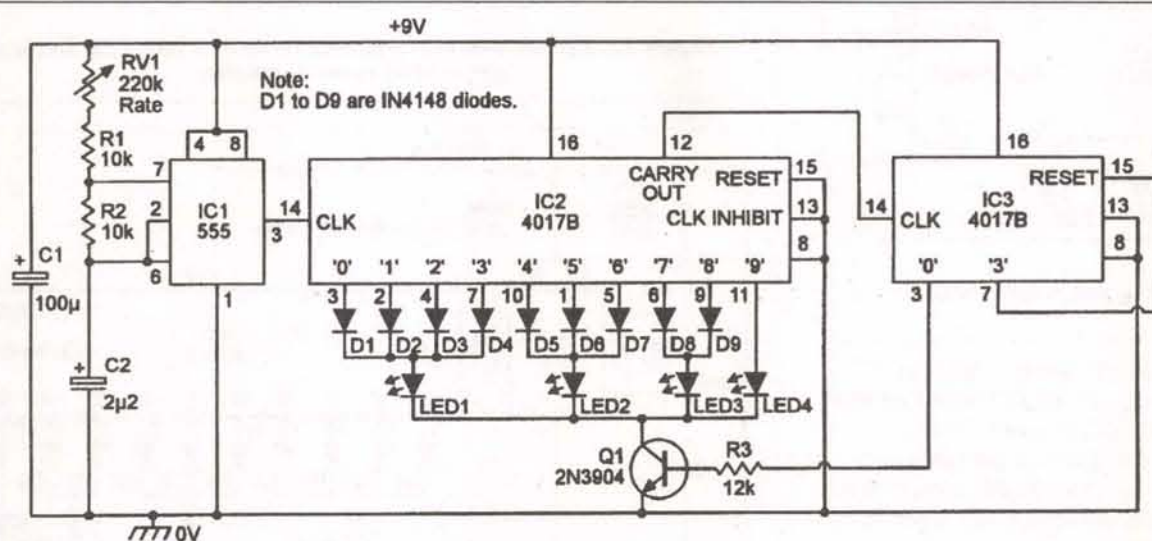 +9V
RV1
220k
Rate
Note:
D1 to D9 are IN4148 diodes.
R1
10k
4 8
7
2
6
R2
10k
IC1
555
3
1
C1
+
100µ
C2
+
2µ2
0V
16
12
14
CLK
IC2
4017B
CARRY
OUT
RESET
15
CLK INHIBIT
13
8
'0' '1' '2' '3' '4' '5' '6' '7' '8' '9'
3 2 4 7 10 1 5 6 9 11
D1 D2 D3 D4 D5 D6 D7 D8 D9
LED1 LED2 LED3 LED4
Q1
2N3904
R3
12k
16
14
CLK
IC3
4017B
RESET
15
13
8
'0' '3'
3 7